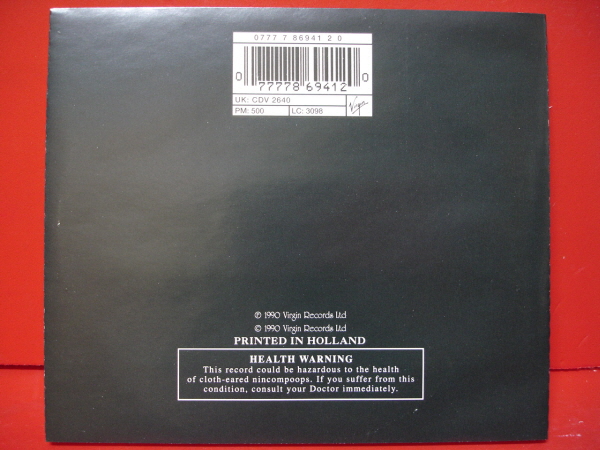 0777 7 86941 2 0
0 77778 69412 0
UK: CDV 2640
PM: 500 LC: 3098 Virgin
℗ 1990 Virgin Records Ltd
© 1990 Virgin Records Ltd
PRINTED IN HOLLAND
HEALTH WARNING
This record could be hazardous to the health
of cloth-eared nincompoops. If you suffer from this
condition, consult your Doctor immediately.